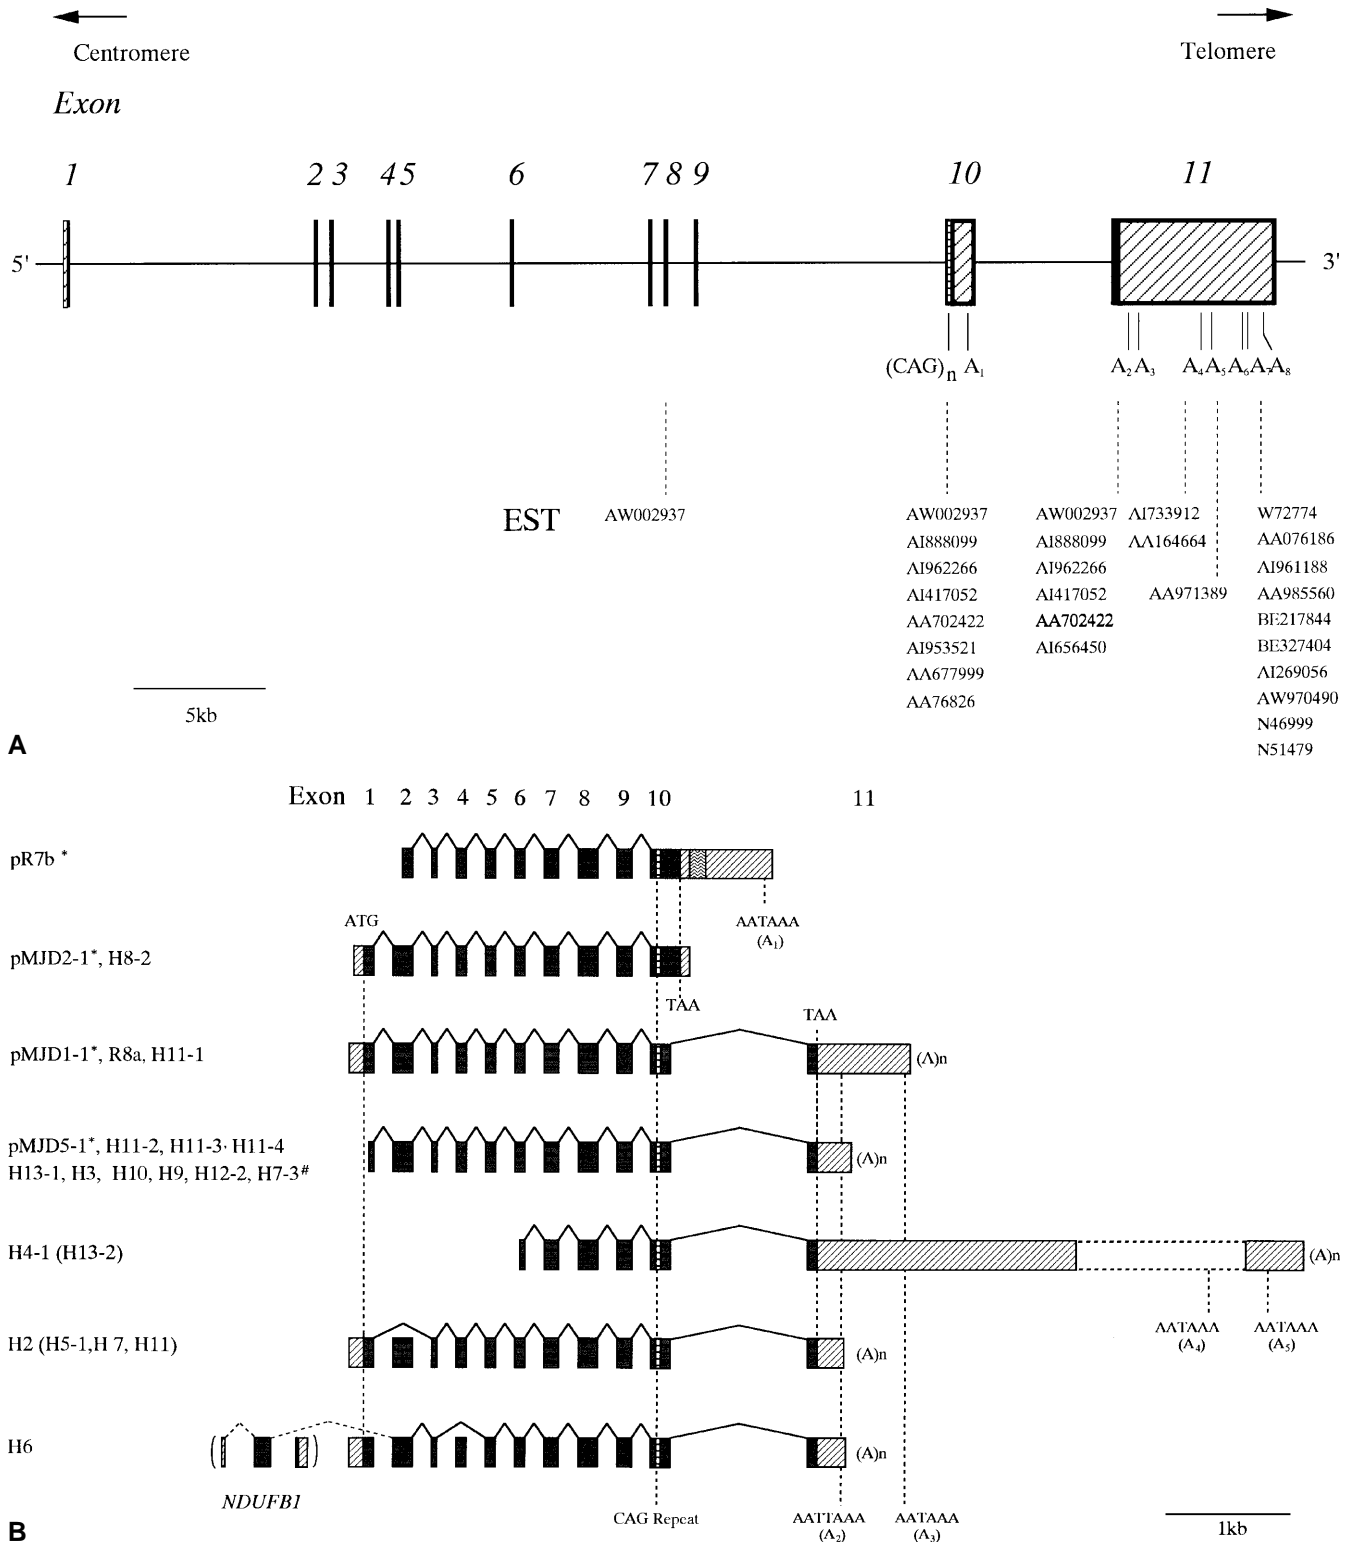 Centromere
Telomere
Exon
1 2 3 4 5 6 7 8 9 10 11
5' 3'
(CAG)n A1 A2 A3 A4 A5 A6 A7 A8
EST
AW002937
AW002937
AI888099
AI962266
AI417052
AA702422
AI953521
AA677999
AA76826
AW002937
AI888099
AI962266
AI417052
AA702422
AI656450
AI733912
AA164664
AA971389
W72774
AA076186
AI961188
AA985560
BE217844
BE327404
AI269056
AW970490
N46999
N51479
5kb
A
Exon 1 2 3 4 5 6 7 8 9 10 11
pR7b *
AATAAA
(A1)
ATG
pMJD2-1*, H8-2
TAA
TAA
pMJD1-1*, R8a, H11-1
(A)n
pMJD5-1*, H11-2, H11-3, H11-4
H13-1, H3, H10, H9, H12-2, H7-3#
(A)n
H4-1 (H13-2)
(A)n
AATAAA
(A4)
AATAAA
(A5)
H2 (H5-1,H 7, H11)
(A)n
H6
( )
(A)n
NDUFB1
CAG Repeat
AATTAAA
(A2)
AATAAA
(A3)
1kb
B